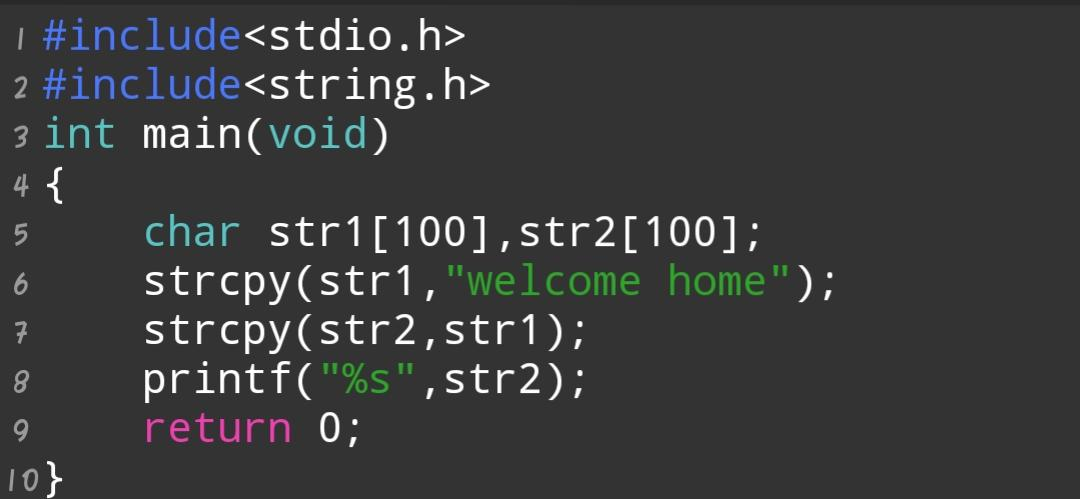 1 #include<stdio.h>
2 #include<string.h>
3 int main(void)
4 {
5 char str1[100],str2[100];
6 strcpy(str1,"welcome home");
7 strcpy(str2,str1);
8 printf("%s",str2);
9 return 0;
10 }